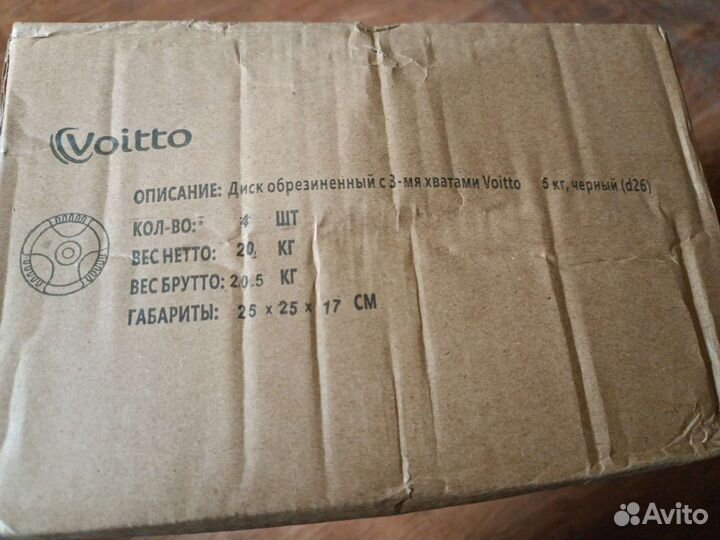 Voitto
ОПИСАНИЕ: Диск обрезиненный с 3-мя хватами Voitto 5 кг, черный (d26)
КОЛ-ВО: 4 ШТ
ВЕС НЕТТО: 20 КГ
ВЕС БРУТТО: 20.5 КГ
ГАБАРИТЫ: 25 × 25 × 17 СМ
Avito